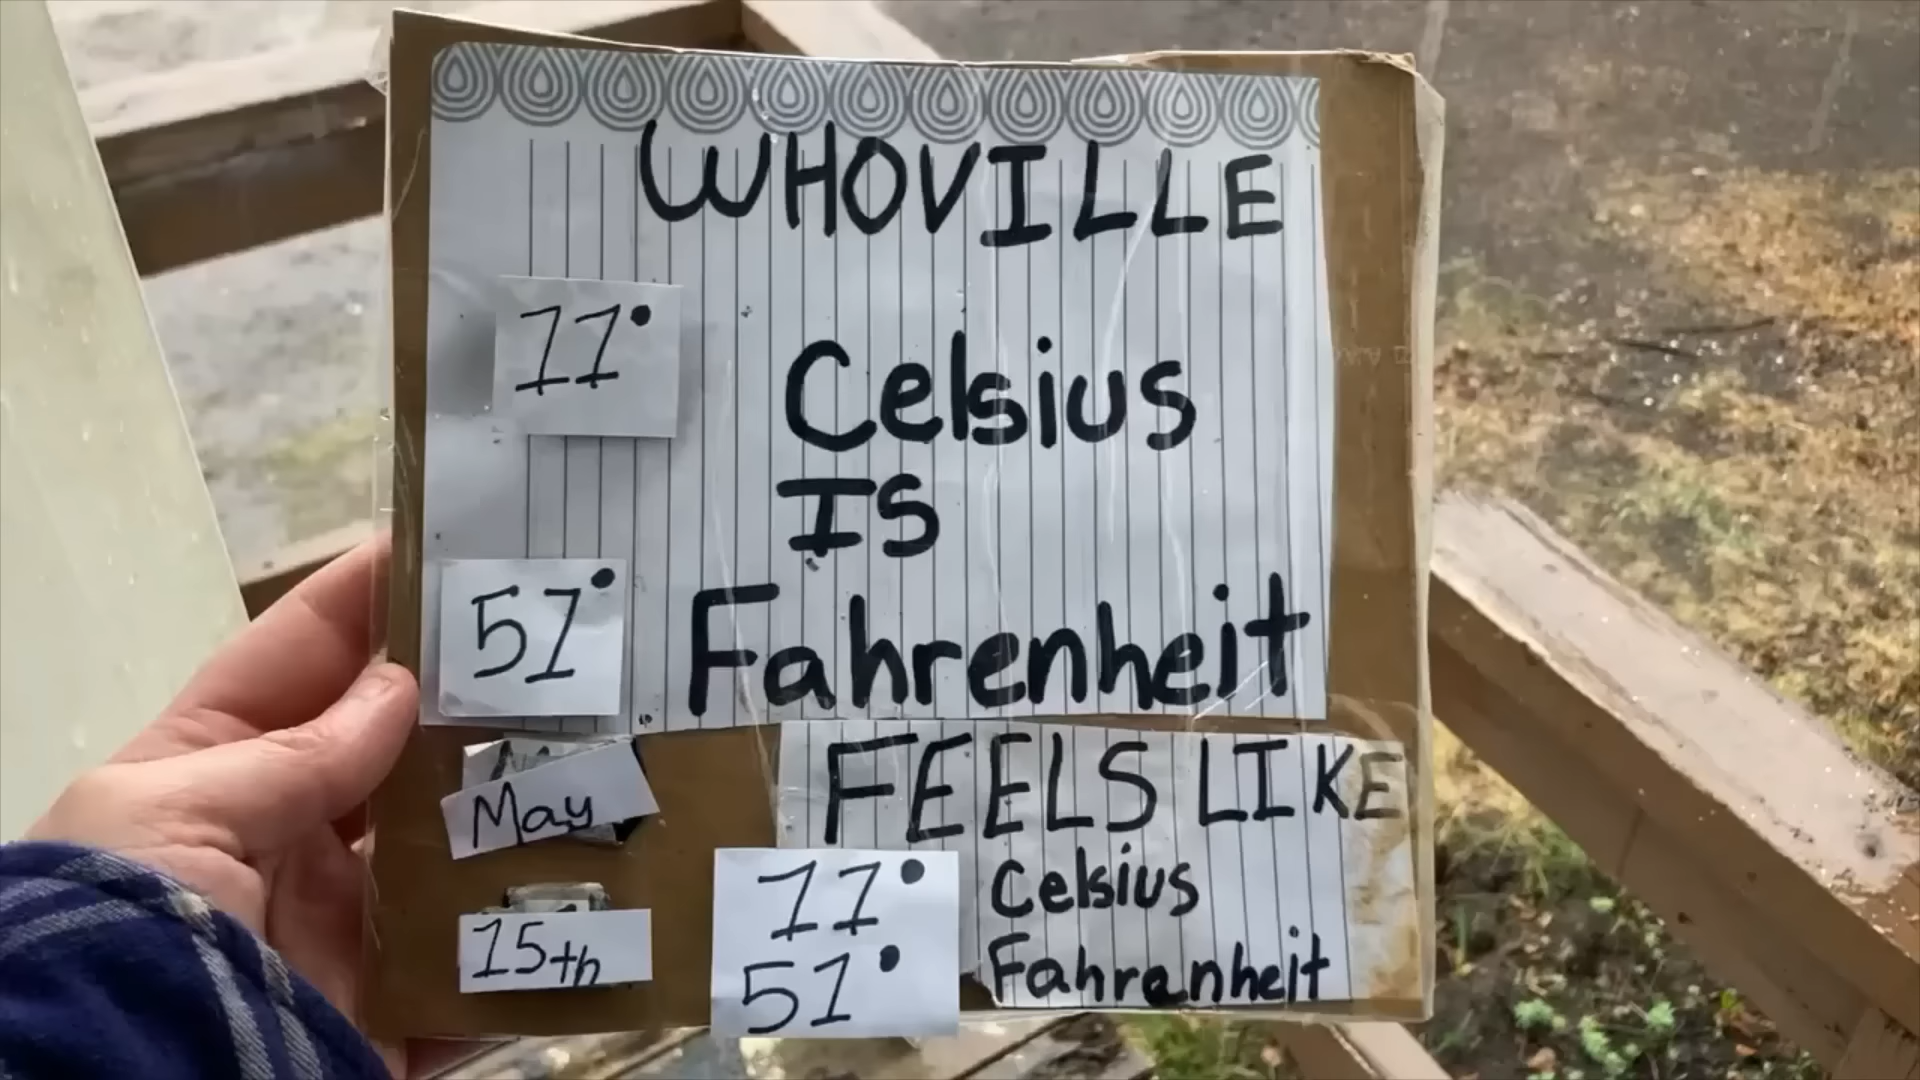 WHOVILLE
11°
Celsius
IS
51°
Fahrenheit
May
15th
FEELS LIKE
11° Celsius
51° Fahrenheit